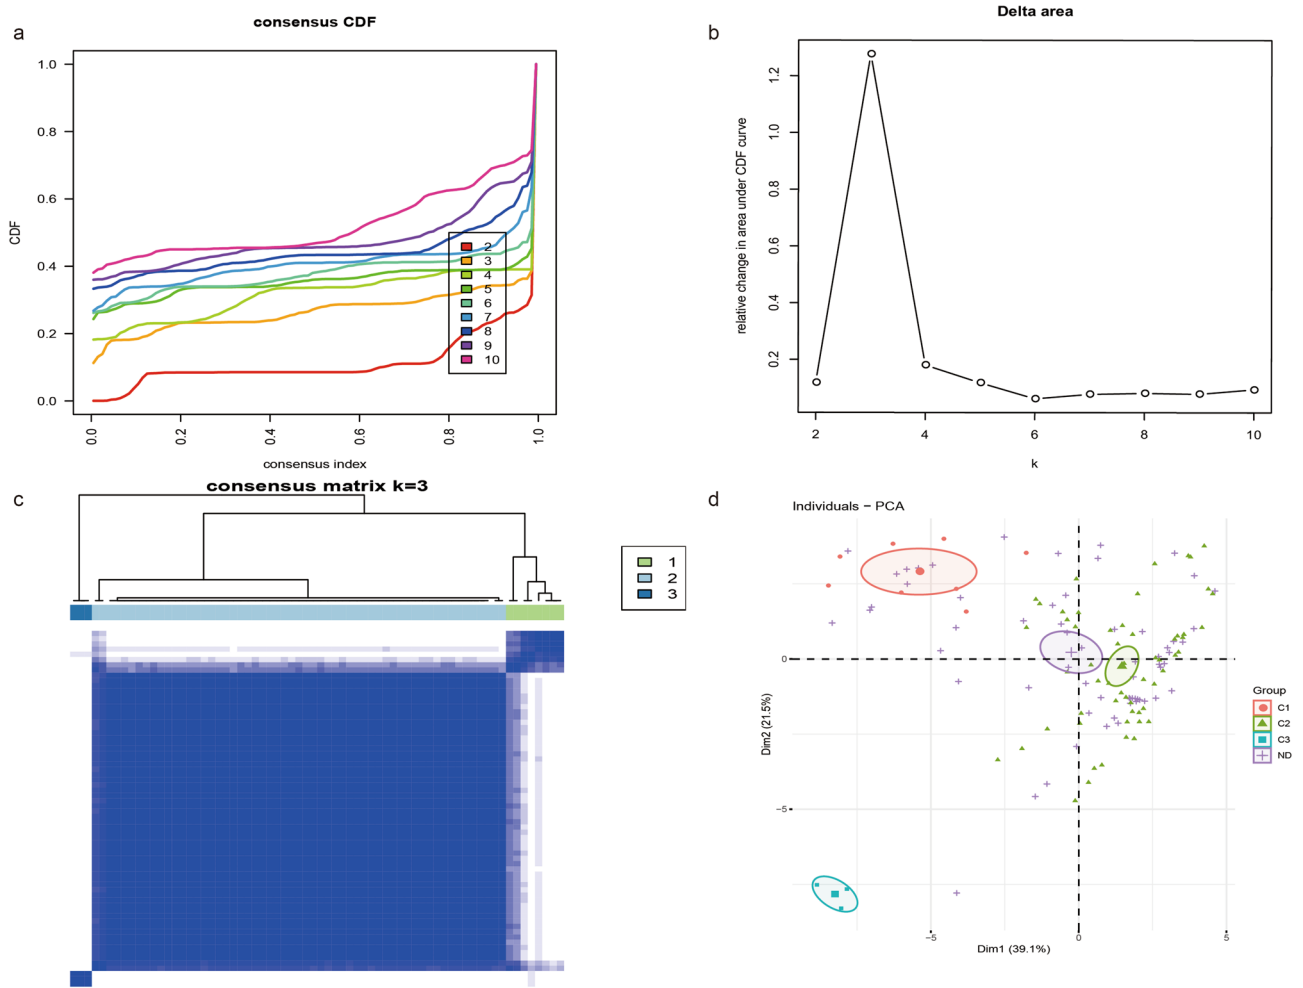 a
consensus CDF
CDF
1.0
0.8
0.6
0.4
0.2
0.0
2
3
4
5
6
7
8
9
10
0.0 0.2 0.4 0.6 0.8 1.0
consensus index
b
Delta area
relative change in area under CDF curve
1.2
1.0
0.8
0.6
0.4
0.2
2 4 6 8 10
k
c
consensus matrix k=3
1
2
3
d
Individuals − PCA
Dim2 (21.5%)
0
−5
−5 0 5
Dim1 (39.1%)
Group
C1
C2
C3
ND